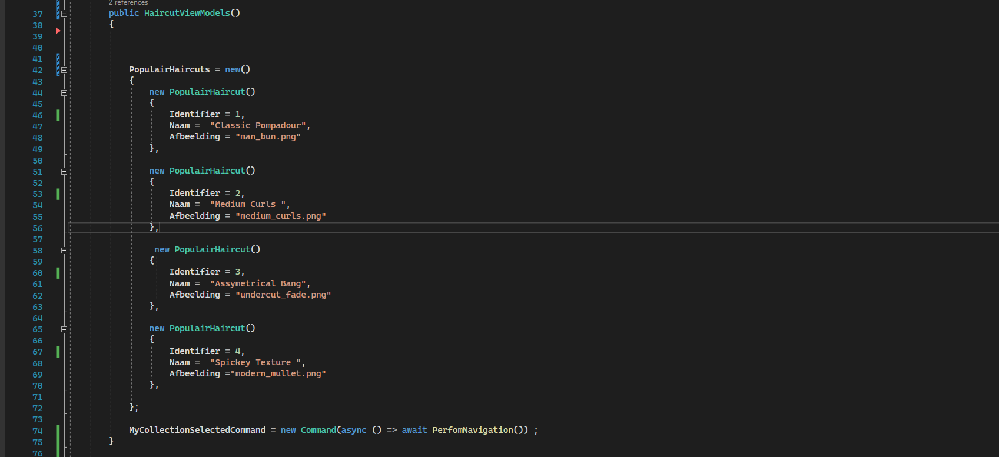 2 references
37 public HaircutViewModels()
38 {
39
40
41
42 PopulairHaircuts = new()
43 {
44 new PopulairHaircut()
45 {
46 Identifier = 1,
47 Naam =  "Classic Pompadour",
48 Afbeelding = "man_bun.png"
49 },
50
51 new PopulairHaircut()
52 {
53 Identifier = 2,
54 Naam =  "Medium Curls ",
55 Afbeelding = "medium_curls.png"
56 },
57
58 new PopulairHaircut()
59 {
60 Identifier = 3,
61 Naam =  "Assymetrical Bang",
62 Afbeelding = "undercut_fade.png"
63 },
64
65 new PopulairHaircut()
66 {
67 Identifier = 4,
68 Naam =  "Spickey Texture ",
69 Afbeelding ="modern_mullet.png"
70 },
71
72 };
73
74 MyCollectionSelectedCommand = new Command(async () => await PerfomNavigation()) ;
75 }
76